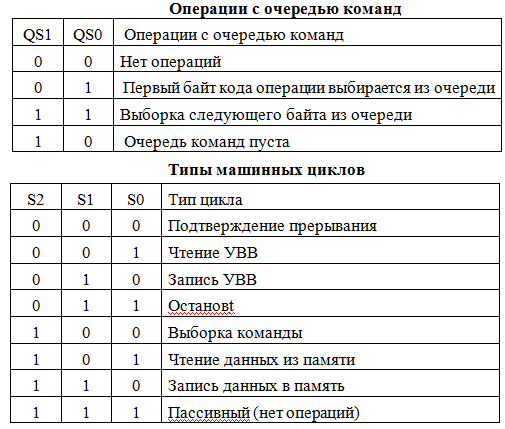 Операции с очередью команд
QS1 QS0 Операции с очередью команд
0 0 Нет операций
0 1 Первый байт кода операции выбирается из очереди
1 1 Выборка следующего байта из очереди
1 0 Очередь команд пуста
Типы машинных циклов
S2 S1 S0 Тип цикла
0 0 0 Подтверждение прерывания
0 0 1 Чтение УВВ
0 1 0 Запись УВВ
0 1 1 Остановt
1 0 0 Выборка команды
1 0 1 Чтение данных из памяти
1 1 0 Запись данных в память
1 1 1 Пассивный (нет операций)